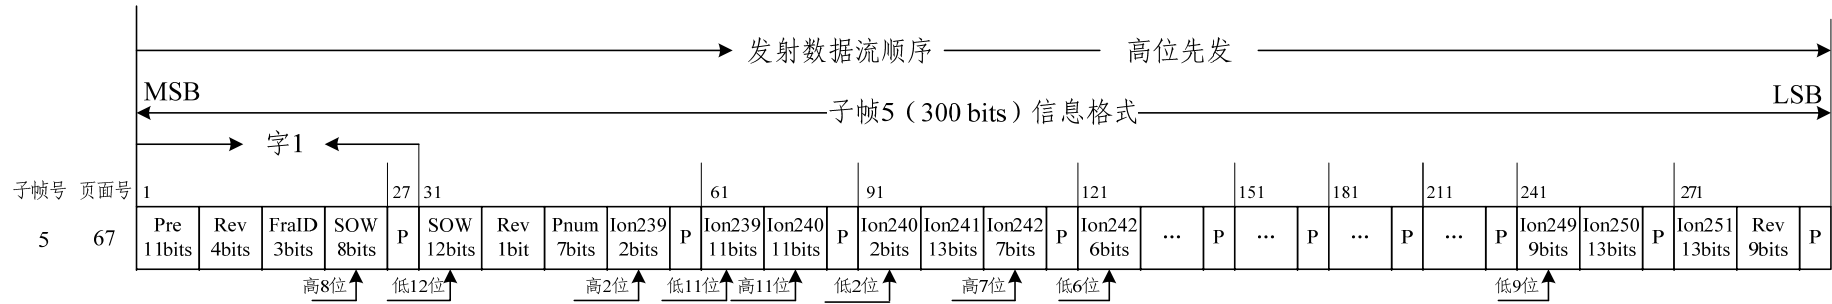 发射数据流顺序 高位先发
MSB LSB
子帧5（300 bits）信息格式
字1
子帧号 页面号 1 27 31 61 91 121 151 181 211 241 271
5 67
Pre 11bits Rev 4bits FraID 3bits SOW 8bits P SOW 12bits Rev 1bit Pnum 7bits Ion239 2bits P Ion239 11bits Ion240 11bits P Ion240 2bits Ion241 13bits Ion242 7bits P Ion242 6bits ... P ... P ... P ... P Ion249 9bits Ion250 13bits P Ion251 13bits Rev 9bits P
高8位 低12位 高2位 低11位 高11位 低2位 高7位 低6位 低9位